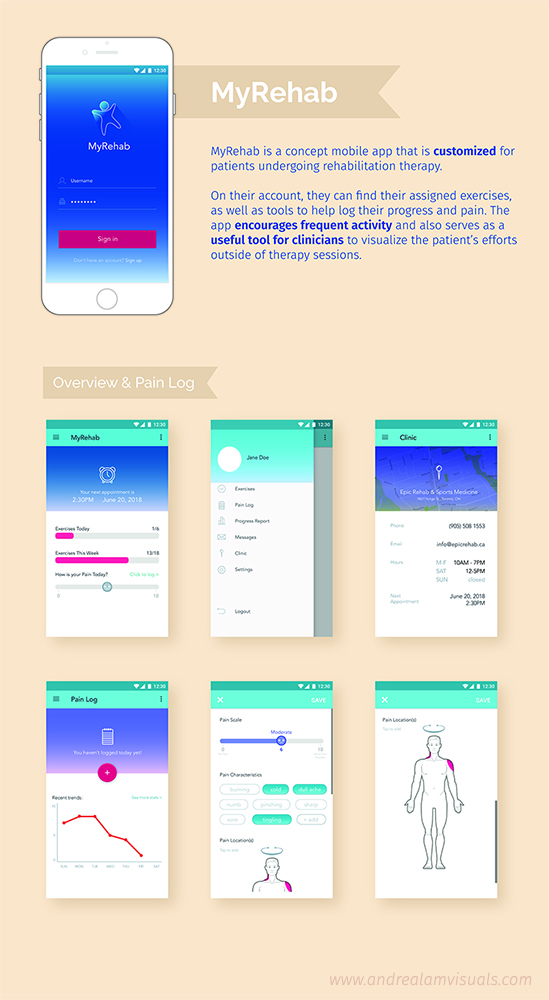 12:30
MyRehab
Username
Sign in
Don't have an account? Sign up
MyRehab
MyRehab is a concept mobile app that is customized for
patients undergoing rehabilitation therapy.
On their account, they can find their assigned exercises,
as well as tools to help log their progress and pain. The
app encourages frequent activity and also serves as a
useful tool for clinicians to visualize the patient's efforts
outside of therapy sessions.
Overview & Pain Log
12:30
MyRehab
Your next appointment is
2:30PM June 20, 2018
Exercises Today 1/6
Exercises This Week 13/18
How is your Pain Today? Click to log in
0 10
12:30
Jane Doe
Exercises
Pain Log
Progress Report
Messages
Clinic
Settings
Logout
12:30
Clinic
Epic Rehab & Sports Medicine
Phone (905) 508 1553
Email info@epicrehab.ca
Hours M-F 10AM - 7PM
SAT 12-5PM
SUN closed
Next
Appointment
June 20, 2018
2:30PM
12:30
Pain Log
You haven't logged today yet!
+
Recent trends: See more stats >
10
5
0
SUN MON TUE WED THU FRI SAT
12:30
SAVE
Pain Scale
Moderate
0 6 10
Pain Characteristics
burning cold dull ache
numb pinching sharp
sore tingling + add
Pain Location(s)
Tap to add
12:30
SAVE
Pain Location(s)
Tap to add
www.andrealamvisuals.com